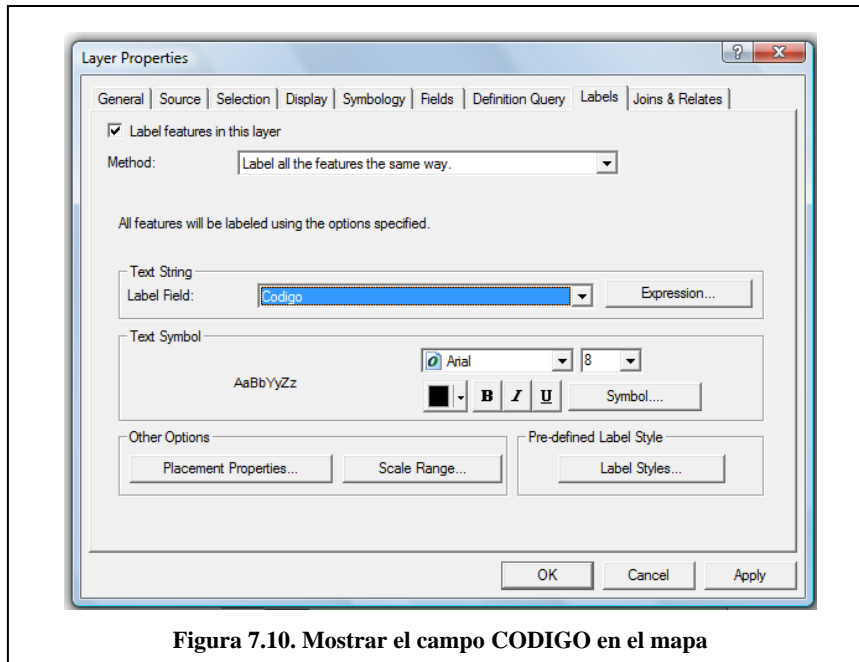 Layer Properties
General Source Selection Display Symbology Fields Definition Query Labels Joins & Relates
Label features in this layer
Method: Label all the features the same way.
All features will be labeled using the options specified.
Text String
Label Field: Codigo Expression...
Text Symbol
AaBbYyZz
Arial 8
B I U Symbol....
Other Options
Placement Properties... Scale Range...
Pre-defined Label Style
Label Styles...
OK Cancel Apply
Figura 7.10. Mostrar el campo CODIGO en el mapa